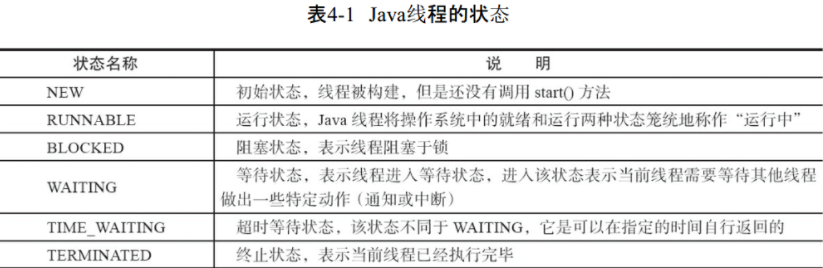 表4-1 Java线程的状态
状态名称 说 明
NEW 初始状态，线程被构建，但是还没有调用 start() 方法
RUNNABLE 运行状态，Java 线程将操作系统中的就绪和运行两种状态笼统地称作“运行中”
BLOCKED 阻塞状态，表示线程阻塞于锁
WAITING 等待状态，表示线程进入等待状态，进入该状态表示当前线程需要等待其他线程
做出一些特定动作（通知或中断）
TIME_WAITING 超时等待状态，该状态不同于 WAITING，它是可以在指定的时间自行返回的
TERMINATED 终止状态，表示当前线程已经执行完毕